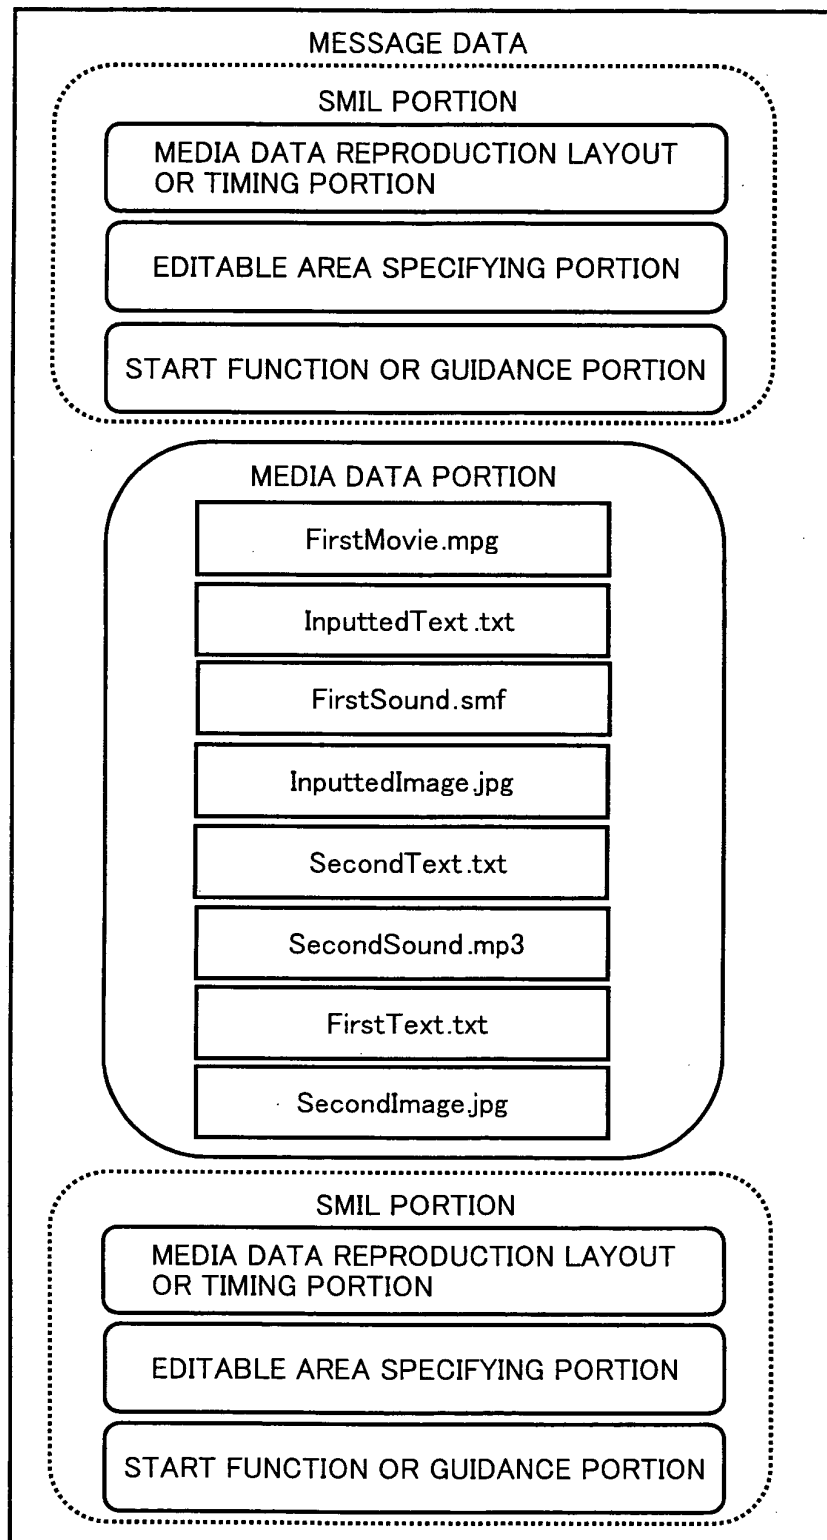 MESSAGE DATA
SMIL PORTION
MEDIA DATA REPRODUCTION LAYOUT
OR TIMING PORTION
EDITABLE AREA SPECIFYING PORTION
START FUNCTION OR GUIDANCE PORTION
MEDIA DATA PORTION
FirstMovie.mpg
InputtedText.txt
FirstSound.smf
InputtedImage.jpg
SecondText.txt
SecondSound.mp3
FirstText.txt
SecondImage.jpg
SMIL PORTION
MEDIA DATA REPRODUCTION LAYOUT
OR TIMING PORTION
EDITABLE AREA SPECIFYING PORTION
START FUNCTION OR GUIDANCE PORTION